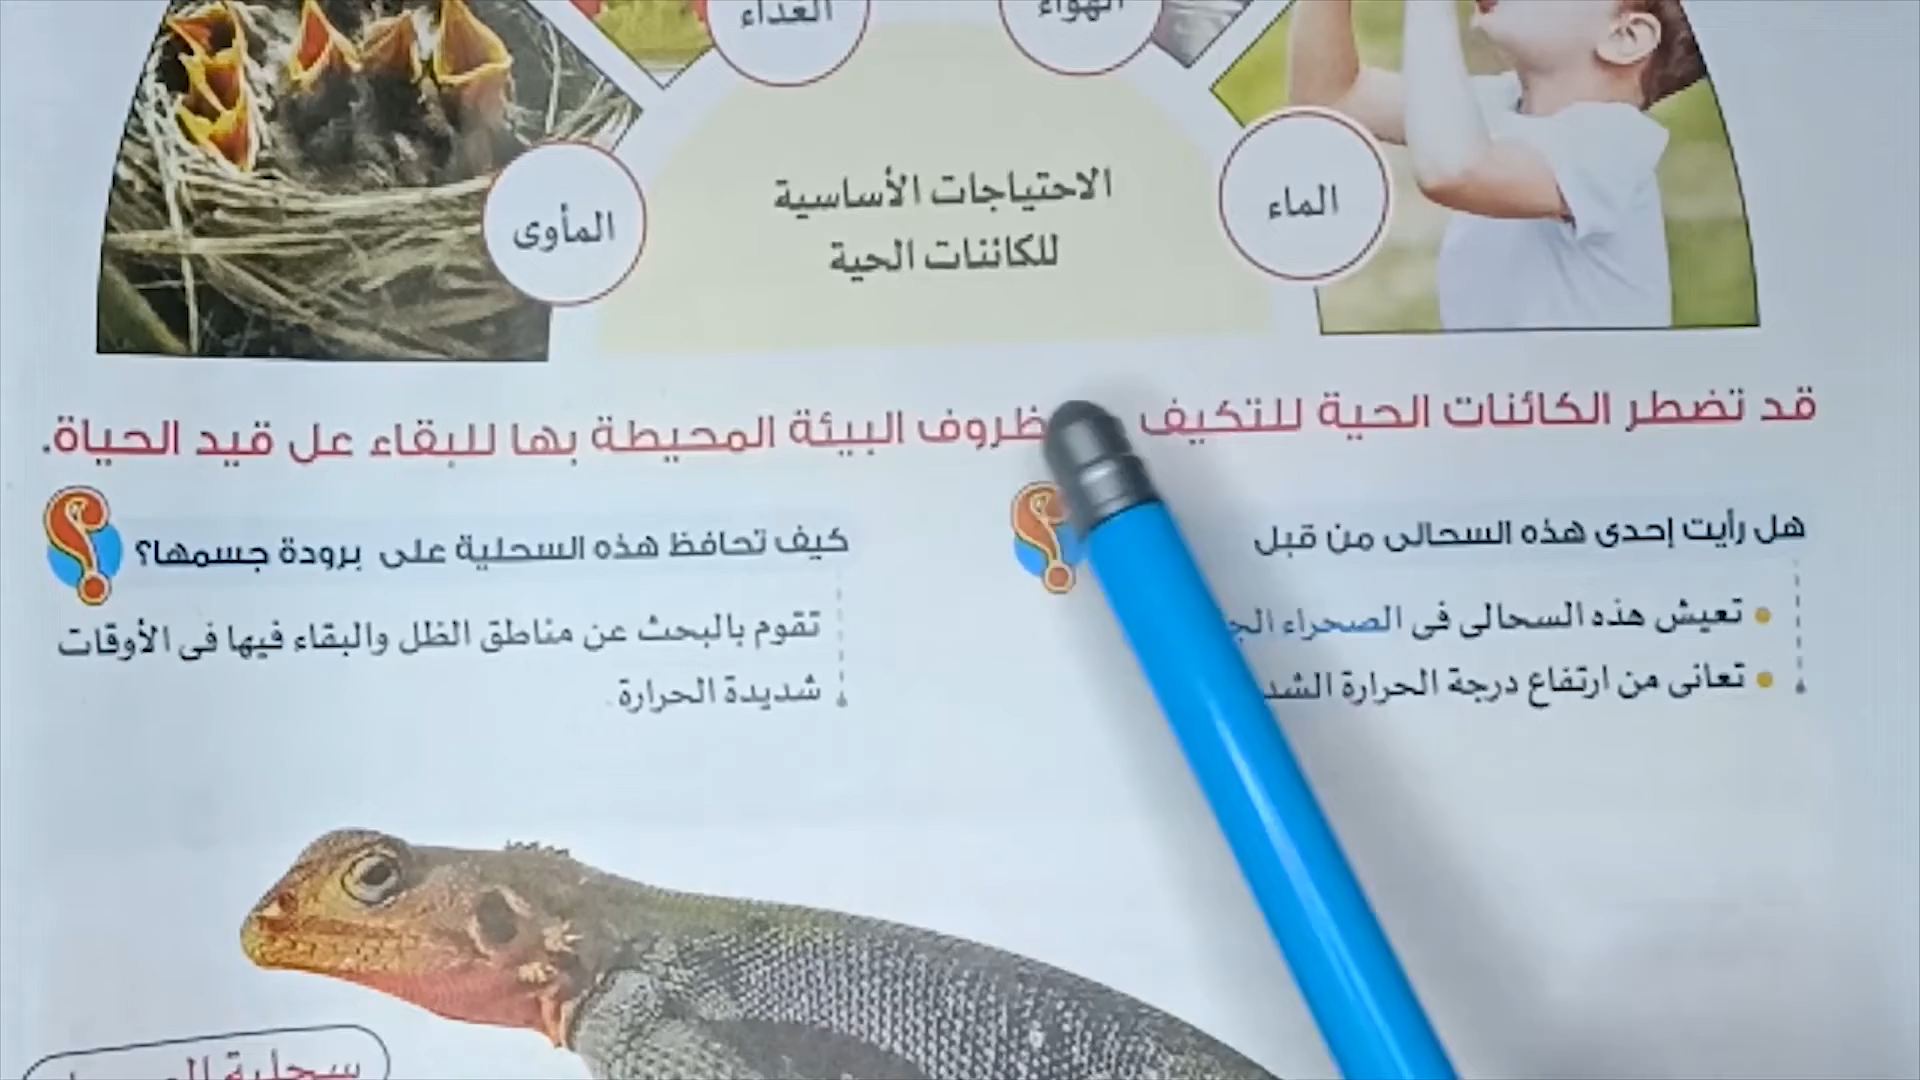 الغذاء
الهواء
الماء
المأوى
الاحتياجات الأساسية
للكائنات الحية
قد تضطر الكائنات الحية للتكيف ظروف البيئة المحيطة بها للبقاء عل قيد الحياة.
هل رأيت إحدى هذه السحالى من قبل
تعيش هذه السحالى فى الصحراء
تعانى من ارتفاع درجة الحرارة
كيف تحافظ هذه السحلية على برودة جسمها؟
تقوم بالبحث عن مناطق الظل والبقاء فيها فى الأوقات
شديدة الحرارة.
سحلية